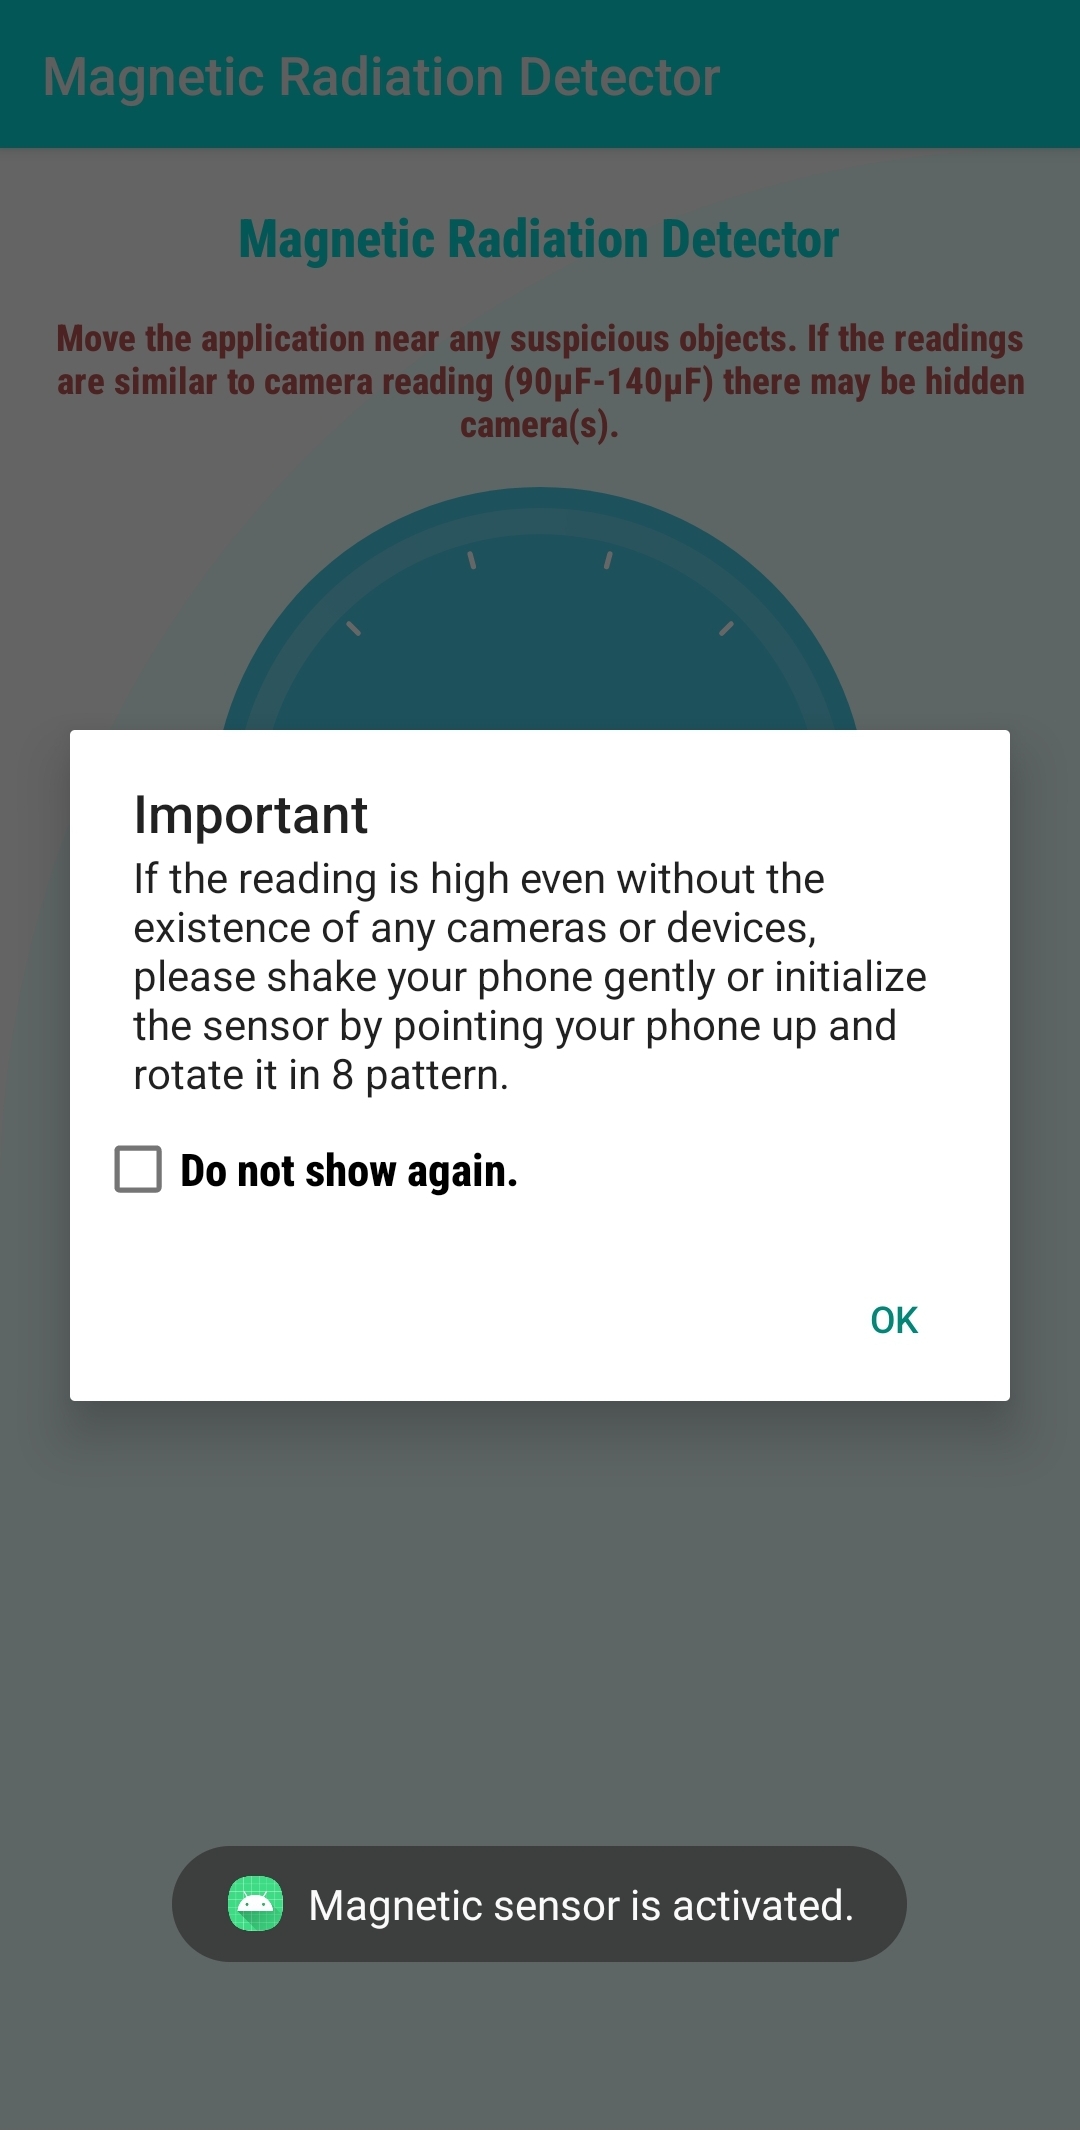 Magnetic Radiation Detector
Magnetic Radiation Detector
Move the application near any suspicious objects. If the readings
are similar to camera reading (90µF-140µF) there may be hidden
camera(s).
Important
If the reading is high even without the
existence of any cameras or devices,
please shake your phone gently or initialize
the sensor by pointing your phone up and
rotate it in 8 pattern.
Do not show again.
OK
Magnetic sensor is activated.